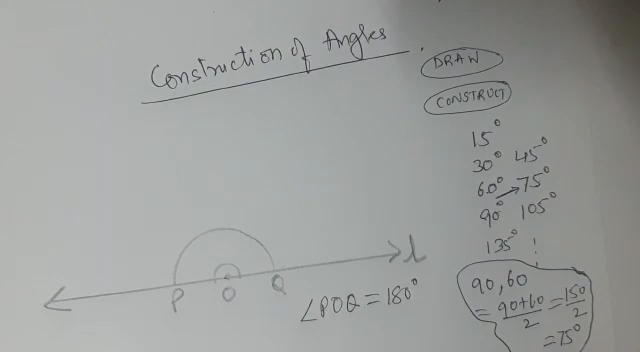 Construction of Angles.
DRAW
CONSTRUCT
15°
30° 45°
60° 75°
90° 105°
135° !
l
P O Q
∠POQ = 180°
90, 60
= 90+60/2 = 150/2
= 75°